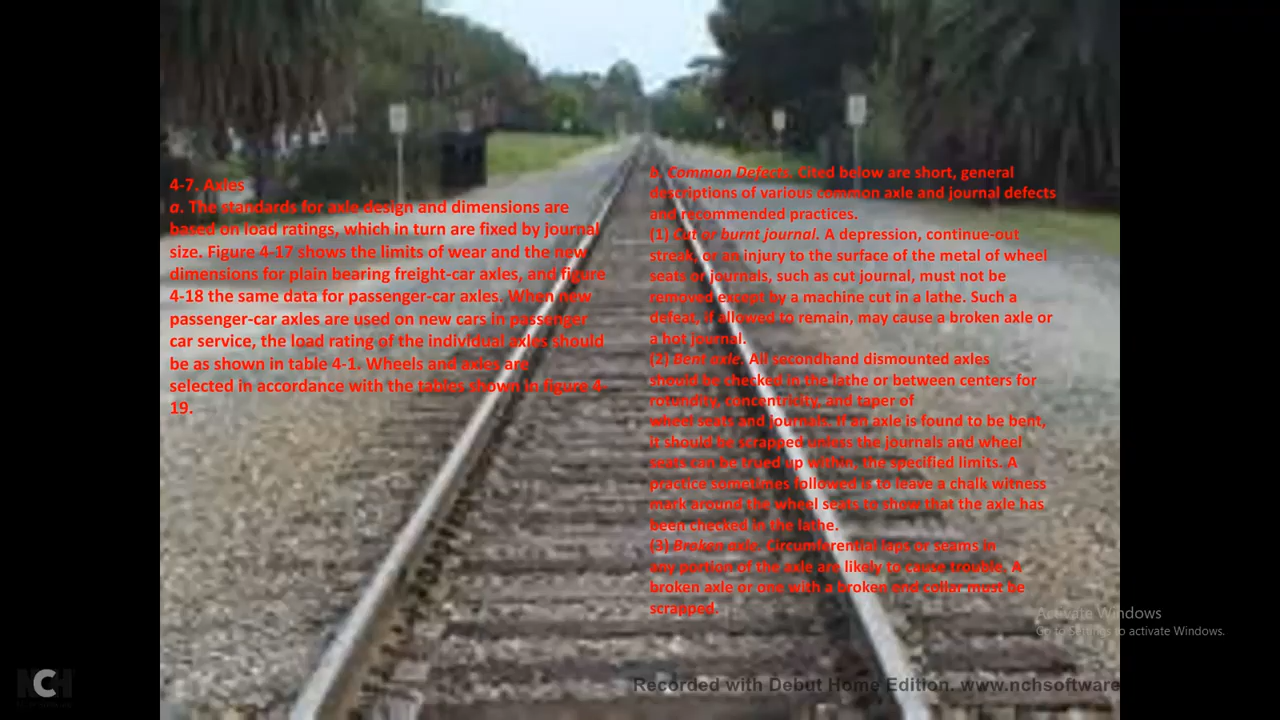 4-7. Axles
a. The standards for axle design and dimensions are
based on load ratings, which in turn are fixed by journal
size. Figure 4-17 shows the limits of wear and the new
dimensions for plain bearing freight-car axles, and figure
4-18 the same data for passenger-car axles. When new
passenger-car axles are used on new cars in passenger
car service, the load rating of the individual axles should
be as shown in table 4-1. Wheels and axles are
selected in accordance with the tables shown in figure 4-
19.
b. Common Defects. Cited below are short, general
descriptions of various common axle and journal defects
and recommended practices.
(1) Cut or burnt journal. A depression, continue-out
streak, or an injury to the surface of the metal of wheel
seats or journals, such as cut journal, must not be
removed except by a machine cut in a lathe. Such a
defeat, if allowed to remain, may cause a broken axle or
a hot journal.
(2) Bent axle. All secondhand dismounted axles
should be checked in the lathe or between centers for
rotundity, concentricity, and taper of
wheel seats and journals. If an axle is found to be bent,
it should be scrapped unless the journals and wheel
seats can be trued up within, the specified limits. A
practice sometimes followed is to leave a chalk witness
mark around the wheel seats to show that the axle has
been checked in the lathe.
(3) Broken axle. Circumferential laps or seams in
any portion of the axle are likely to cause trouble. A
broken axle or one with a broken end collar must be
scrapped.
Activate Windows
Go to Settings to activate Windows.
NCH
Recorded with Debut Home Edition. www.nchsoftware